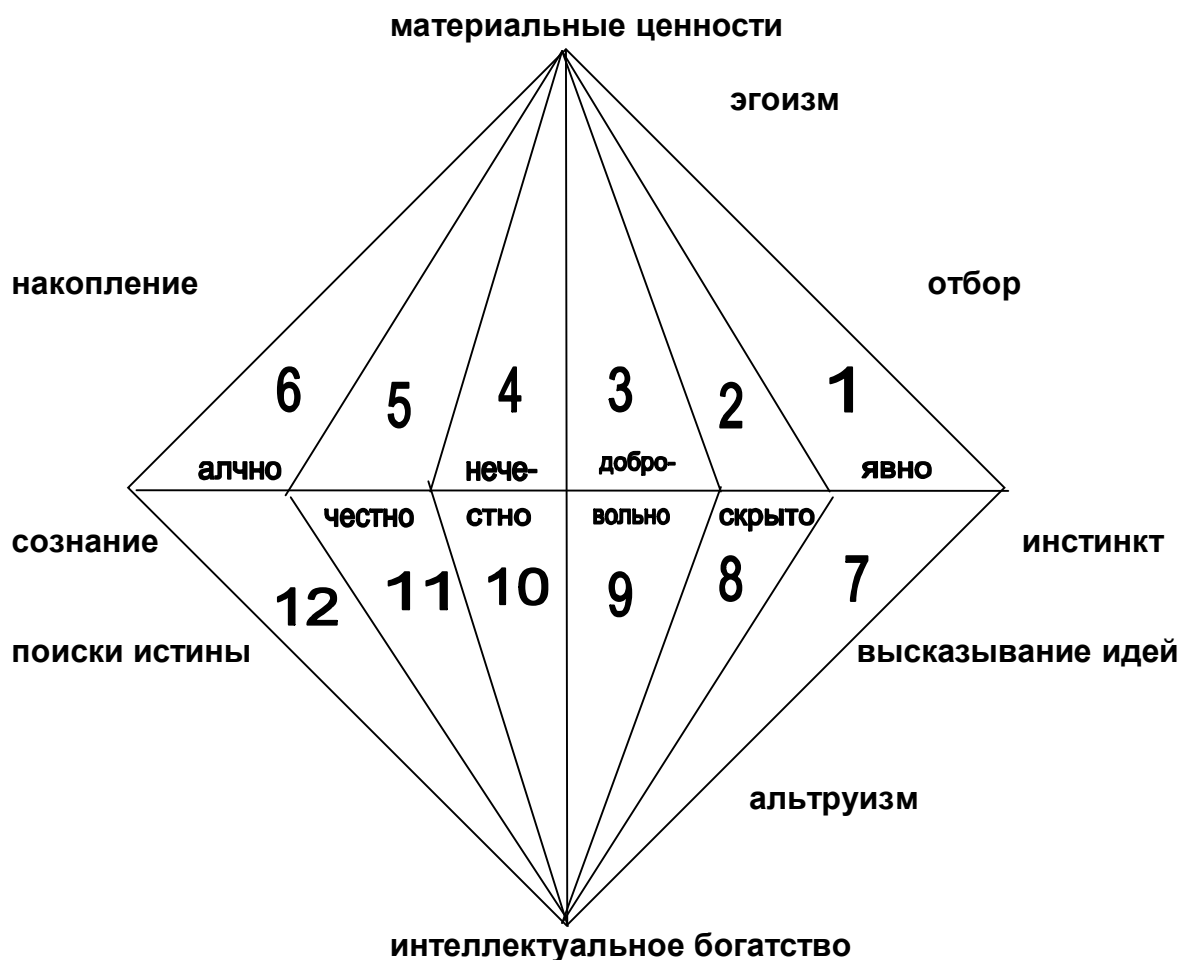 материальные ценности
эгоизм
накопление
отбор
6 5 4 3 2 1
алчно нече- добро- явно
честно стно вольно скрыто
сознание
инстинкт
12 11 10 9 8 7
поиски истины
высказывание идей
альтруизм
интеллектуальное богатство